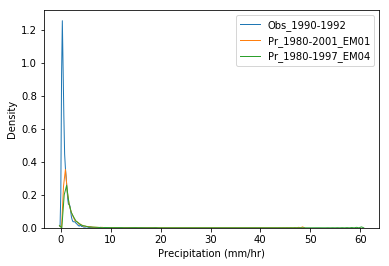 Obs_1990-1992
Pr_1980-2001_EM01
Pr_1980-1997_EM04
1.2
1.0
0.8
0.6
0.4
0.2
0.0
Density
0 10 20 30 40 50 60
Precipitation (mm/hr)